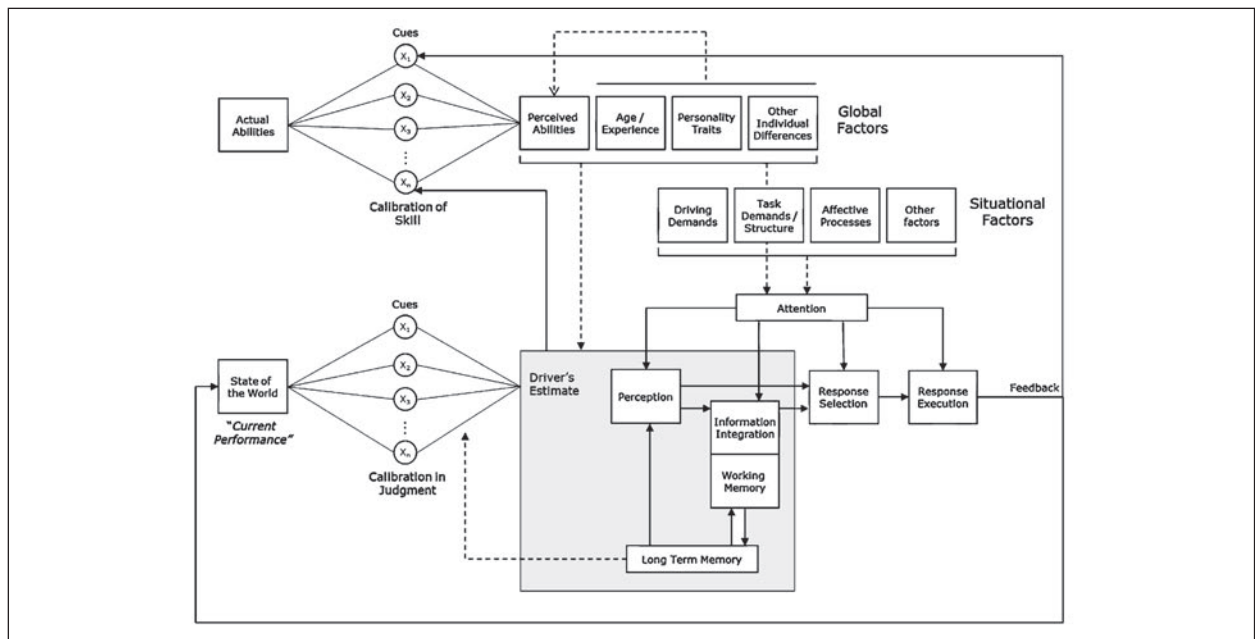 Cues
X1
X2
X3
Xn
Actual
Abilities
Calibration of
Skill
Perceived
Abilities
Age /
Experience
Personality
Traits
Other
Individual
Differences
Global
Factors
Driving
Demands
Task
Demands /
Structure
Affective
Processes
Other
factors
Situational
Factors
Attention
Cues
X1
X2
X3
Xn
State of
the World
"Current
Performance"
Calibration in
Judgment
Driver's
Estimate
Perception
Information
Integration
Working
Memory
Long Term Memory
Response
Selection
Response
Execution
Feedback